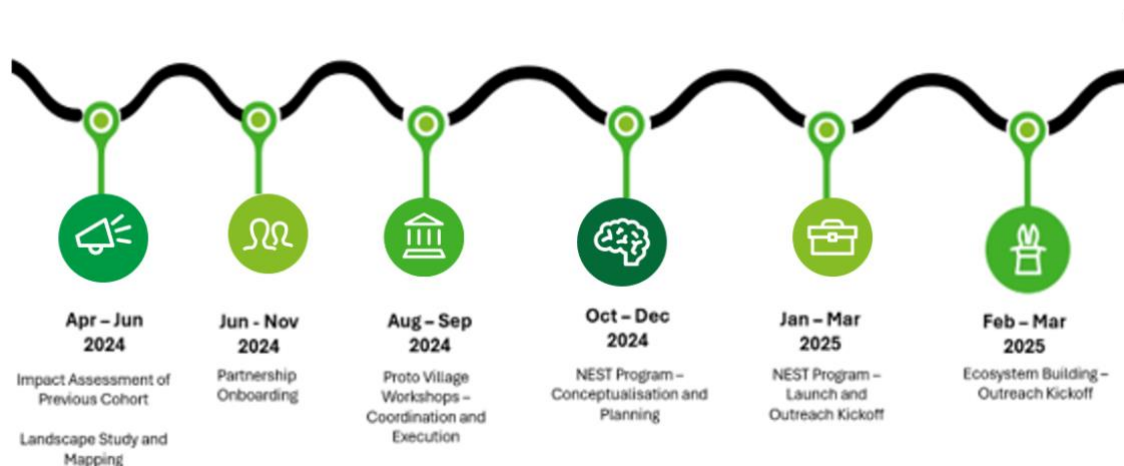 Apr – Jun
2024
Impact Assessment of
Previous Cohort
Landscape Study and
Mapping
Jun - Nov
2024
Partnership
Onboarding
Aug – Sep
2024
Proto Village
Workshops –
Coordination and
Execution
Oct – Dec
2024
NEST Program –
Conceptualisation and
Planning
Jan – Mar
2025
NEST Program –
Launch and
Outreach Kickoff
Feb – Mar
2025
Ecosystem Building –
Outreach Kickoff